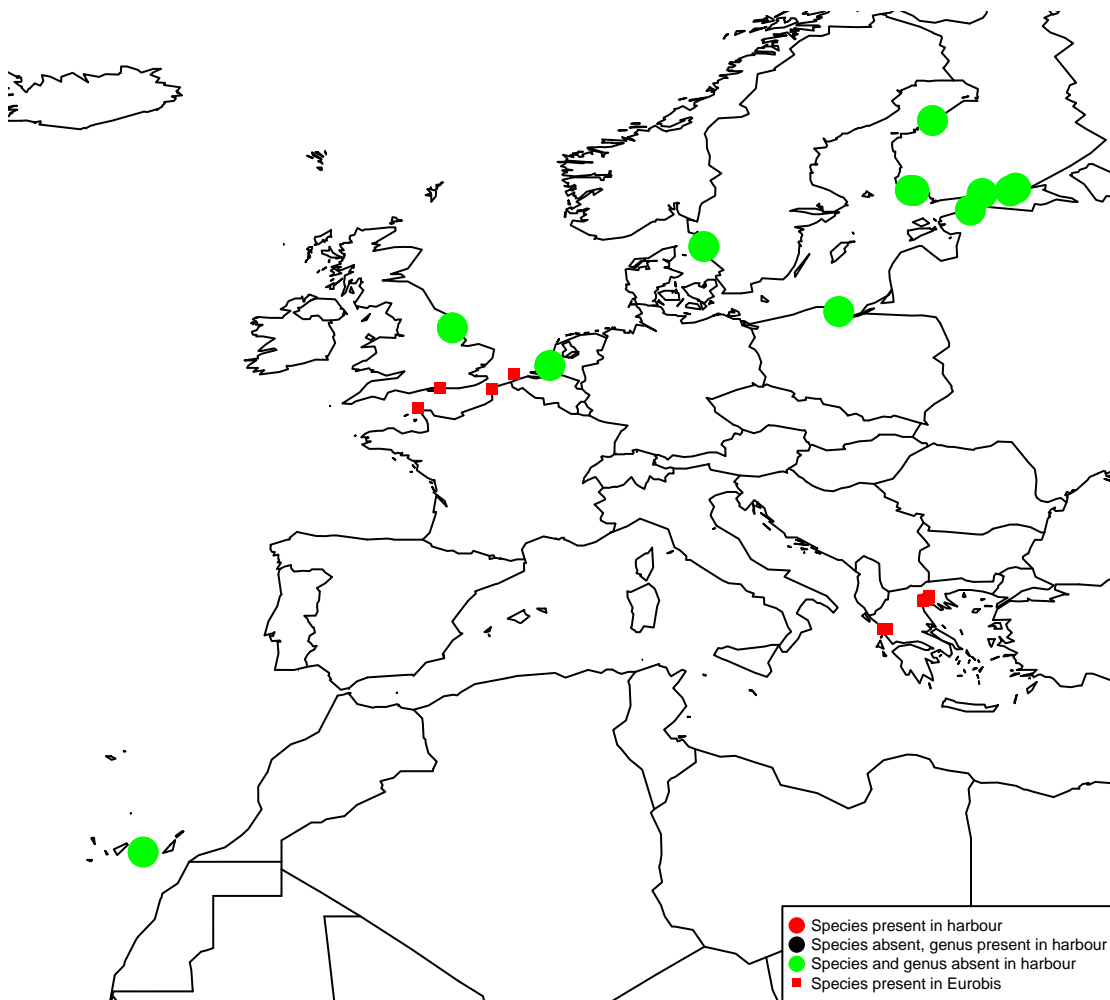 Species present in harbour
Species absent, genus present in harbour
Species and genus absent in harbour
Species present in Eurobis